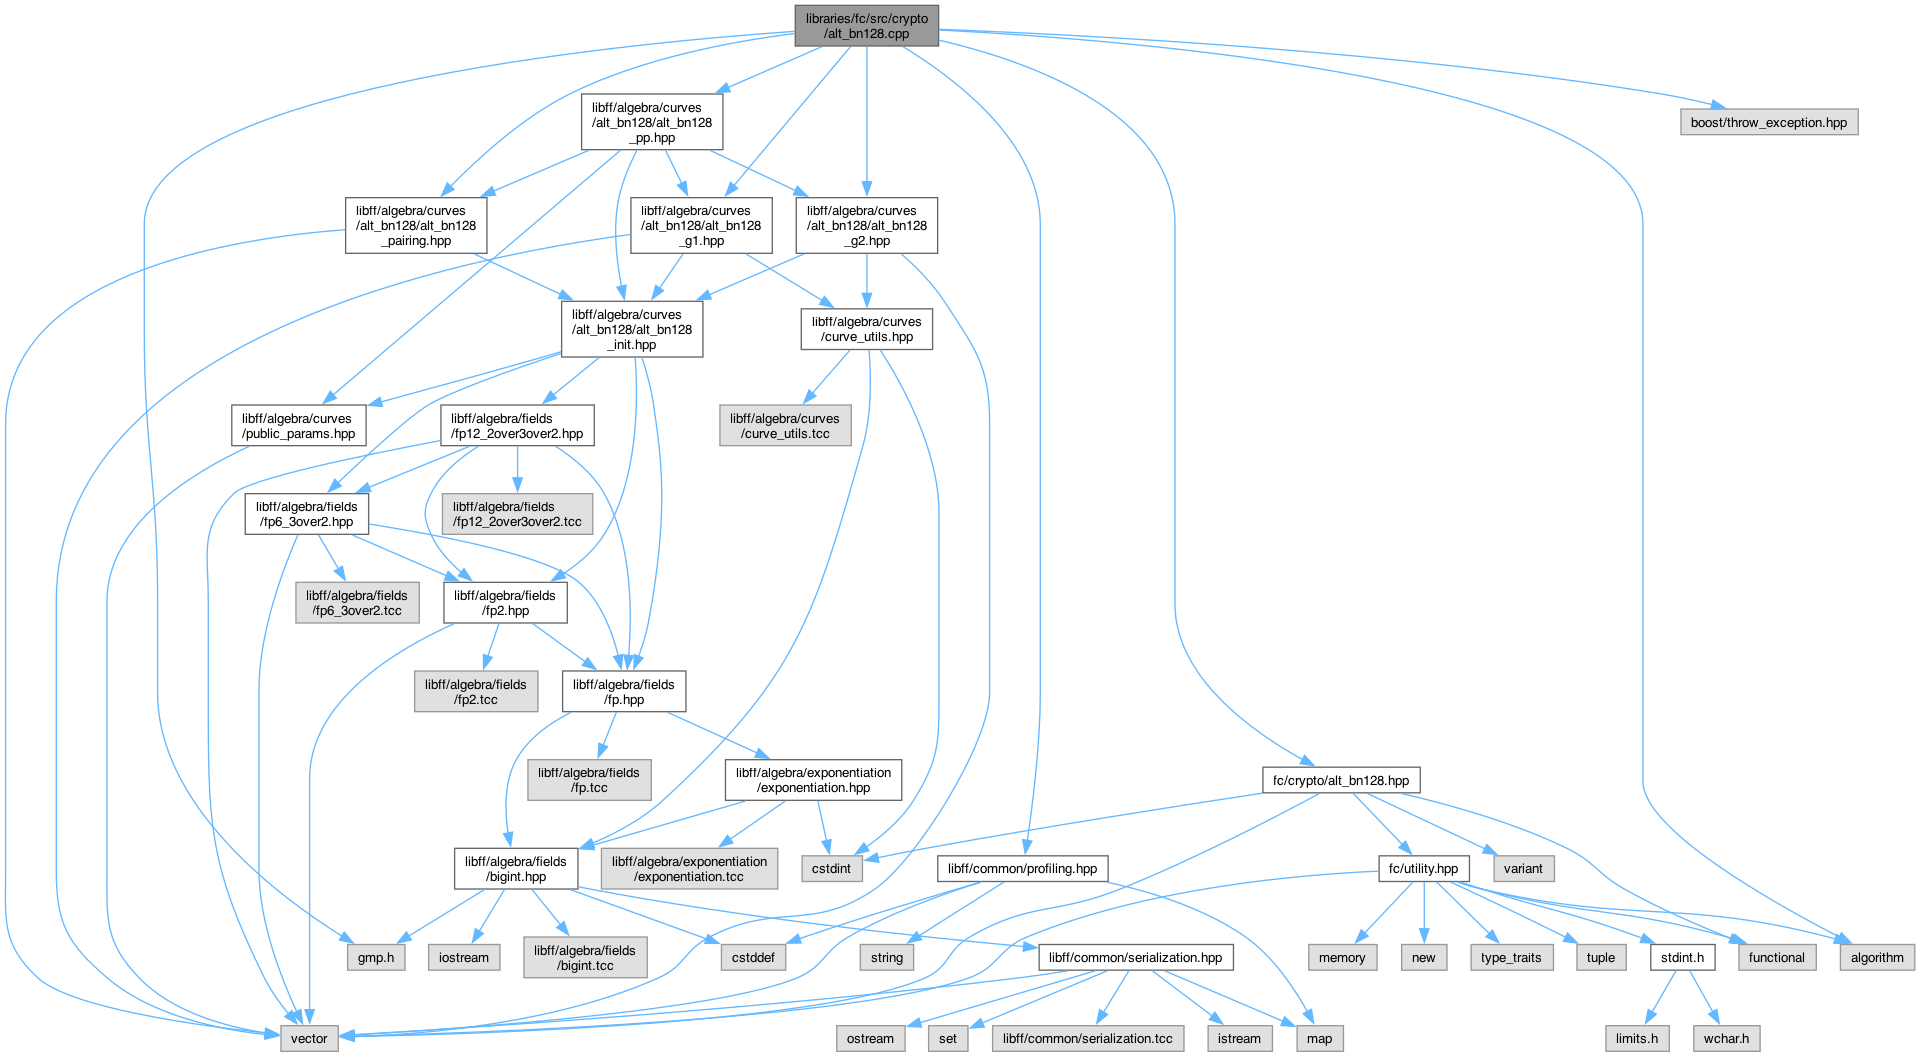 libraries/fc/src/crypto
/alt_bn128.cpp
libff/algebra/curves
/alt_bn128/alt_bn128
_pp.hpp
boost/throw_exception.hpp
libff/algebra/curves
/alt_bn128/alt_bn128
_pairing.hpp
libff/algebra/curves
/alt_bn128/alt_bn128
_g1.hpp
libff/algebra/curves
/alt_bn128/alt_bn128
_g2.hpp
libff/algebra/curves
/alt_bn128/alt_bn128
_init.hpp
libff/algebra/curves
/curve_utils.hpp
libff/algebra/curves
/public_params.hpp
libff/algebra/fields
/fp12_2over3over2.hpp
libff/algebra/curves
/curve_utils.tcc
libff/algebra/fields
/fp6_3over2.hpp
libff/algebra/fields
/fp12_2over3over2.tcc
libff/algebra/fields
/fp6_3over2.tcc
libff/algebra/fields
/fp2.hpp
libff/algebra/fields
/fp2.tcc
libff/algebra/fields
/fp.hpp
libff/algebra/fields
/fp.tcc
libff/algebra/exponentiation
/exponentiation.hpp
fc/crypto/alt_bn128.hpp
libff/algebra/fields
/bigint.hpp
libff/algebra/exponentiation
/exponentiation.tcc
cstdint
libff/common/profiling.hpp
fc/utility.hpp
variant
gmp.h
iostream
libff/algebra/fields
/bigint.tcc
cstddef
string
libff/common/serialization.hpp
memory
new
type_traits
tuple
stdint.h
functional
algorithm
vector
ostream
set
libff/common/serialization.tcc
istream
map
limits.h
wchar.h